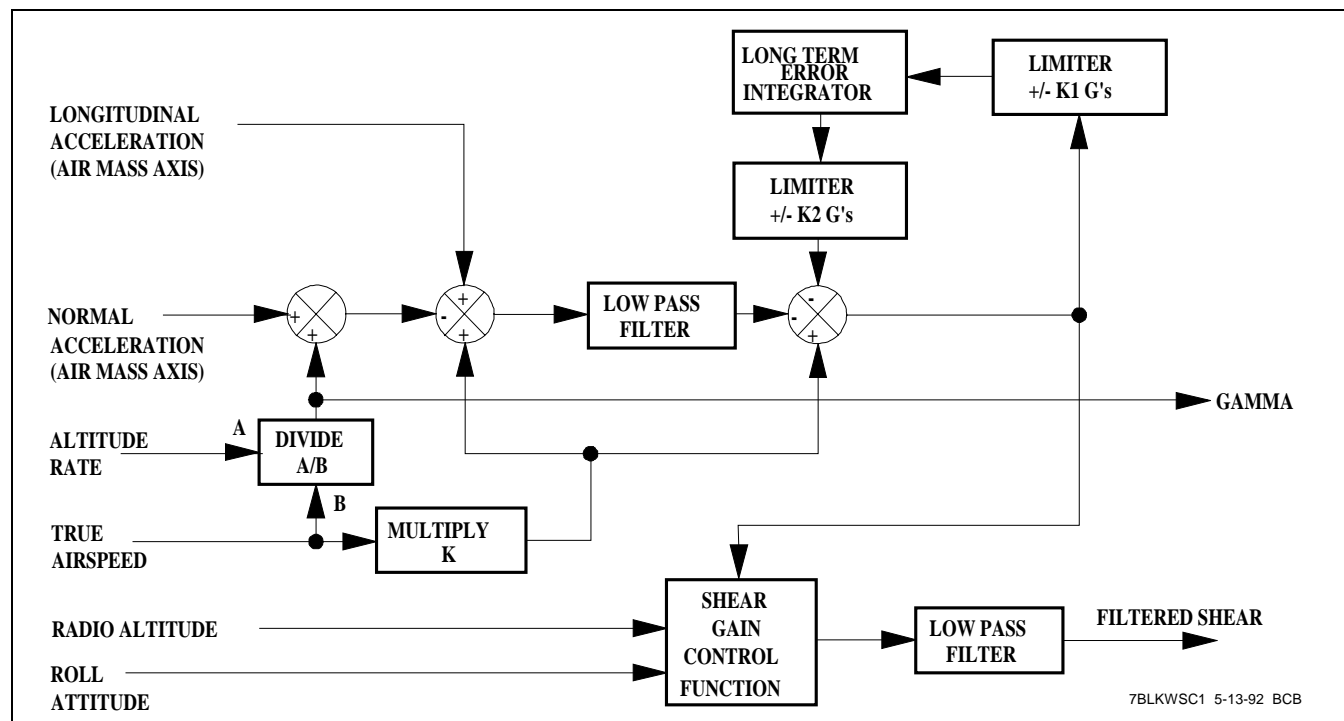 LONG TERM
ERROR
INTEGRATOR
LIMITER
+/- K1 G's
LONGITUDINAL
ACCELERATION
(AIR MASS AXIS)
LIMITER
+/- K2 G's
NORMAL
ACCELERATION
(AIR MASS AXIS)
+
+
+
-
+
LOW PASS
FILTER
-
-
+
GAMMA
ALTITUDE
RATE
A
DIVIDE
A/B
B
TRUE
AIRSPEED
MULTIPLY
K
RADIO ALTITUDE
ROLL
ATTITUDE
SHEAR
GAIN
CONTROL
FUNCTION
LOW PASS
FILTER
FILTERED SHEAR
7BLKWSC1 5-13-92 BCB